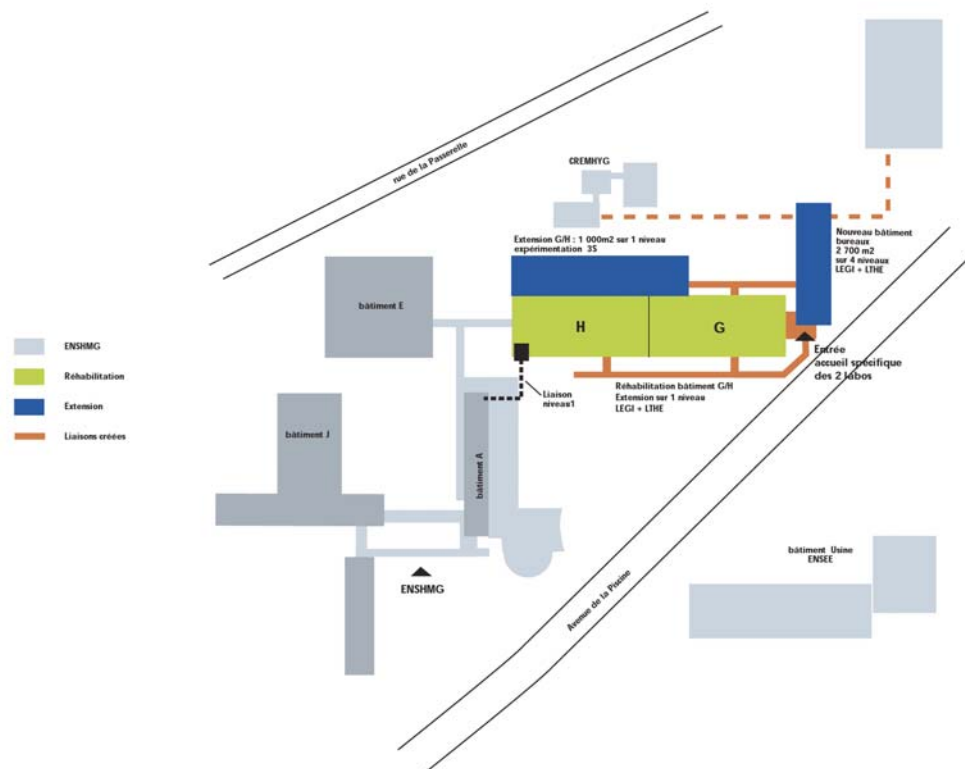 rue de la Passerelle
CREMHYG
Extension G/H : 1 000m2 sur 1 niveau
expérimentation 3S
Nouveau bâtiment
bureaux
2 700 m2
sur 4 niveaux
LEGI + LTHE
bâtiment E
H
G
Entrée
accueil spécifique
des 2 labos
Liaison
niveau1
Réhabilitation bâtiment G/H
Extension sur 1 niveau
LEGI + LTHE
ENSHMG
Réhabilitation
Extension
Liaisons créées
bâtiment J
bâtiment A
ENSHMG
Avenue de la Piscine
bâtiment Usine
ENSEE